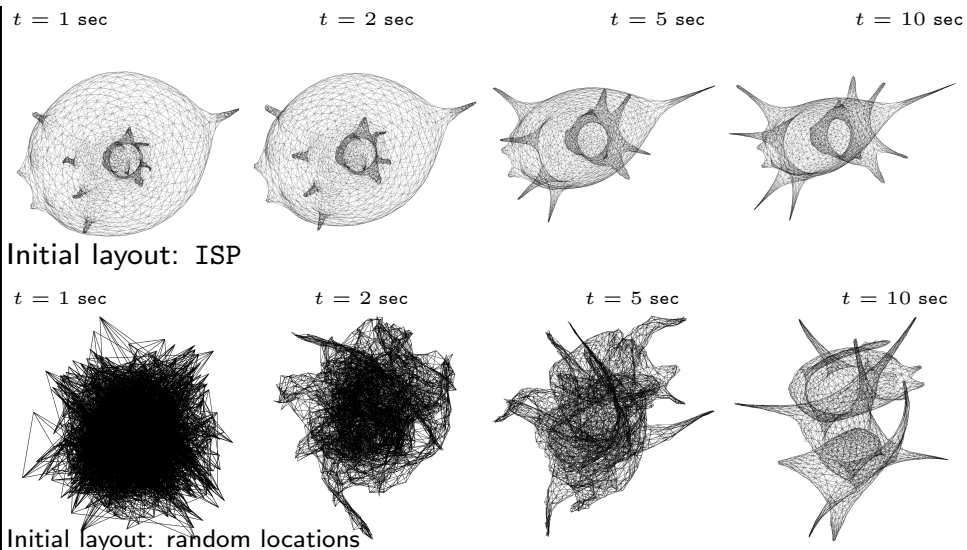 t = 1 sec t = 2 sec t = 5 sec t = 10 sec
Initial layout: ISP
t = 1 sec t = 2 sec t = 5 sec t = 10 sec
Initial layout: random locations